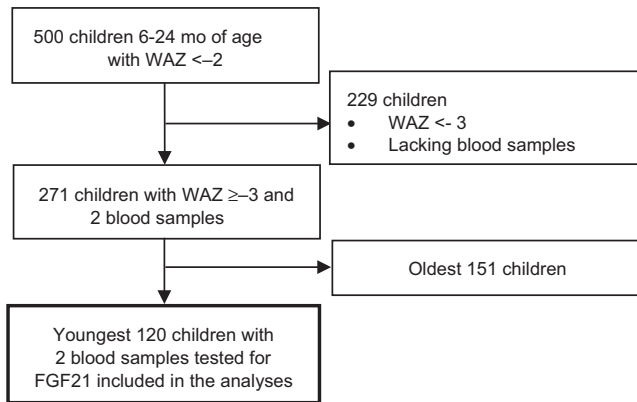 500 children 6-24 mo of age
with WAZ <–2
229 children
• WAZ <- 3
• Lacking blood samples
271 children with WAZ ≥–3 and
2 blood samples
Oldest 151 children
Youngest 120 children with
2 blood samples tested for
FGF21 included in the analyses